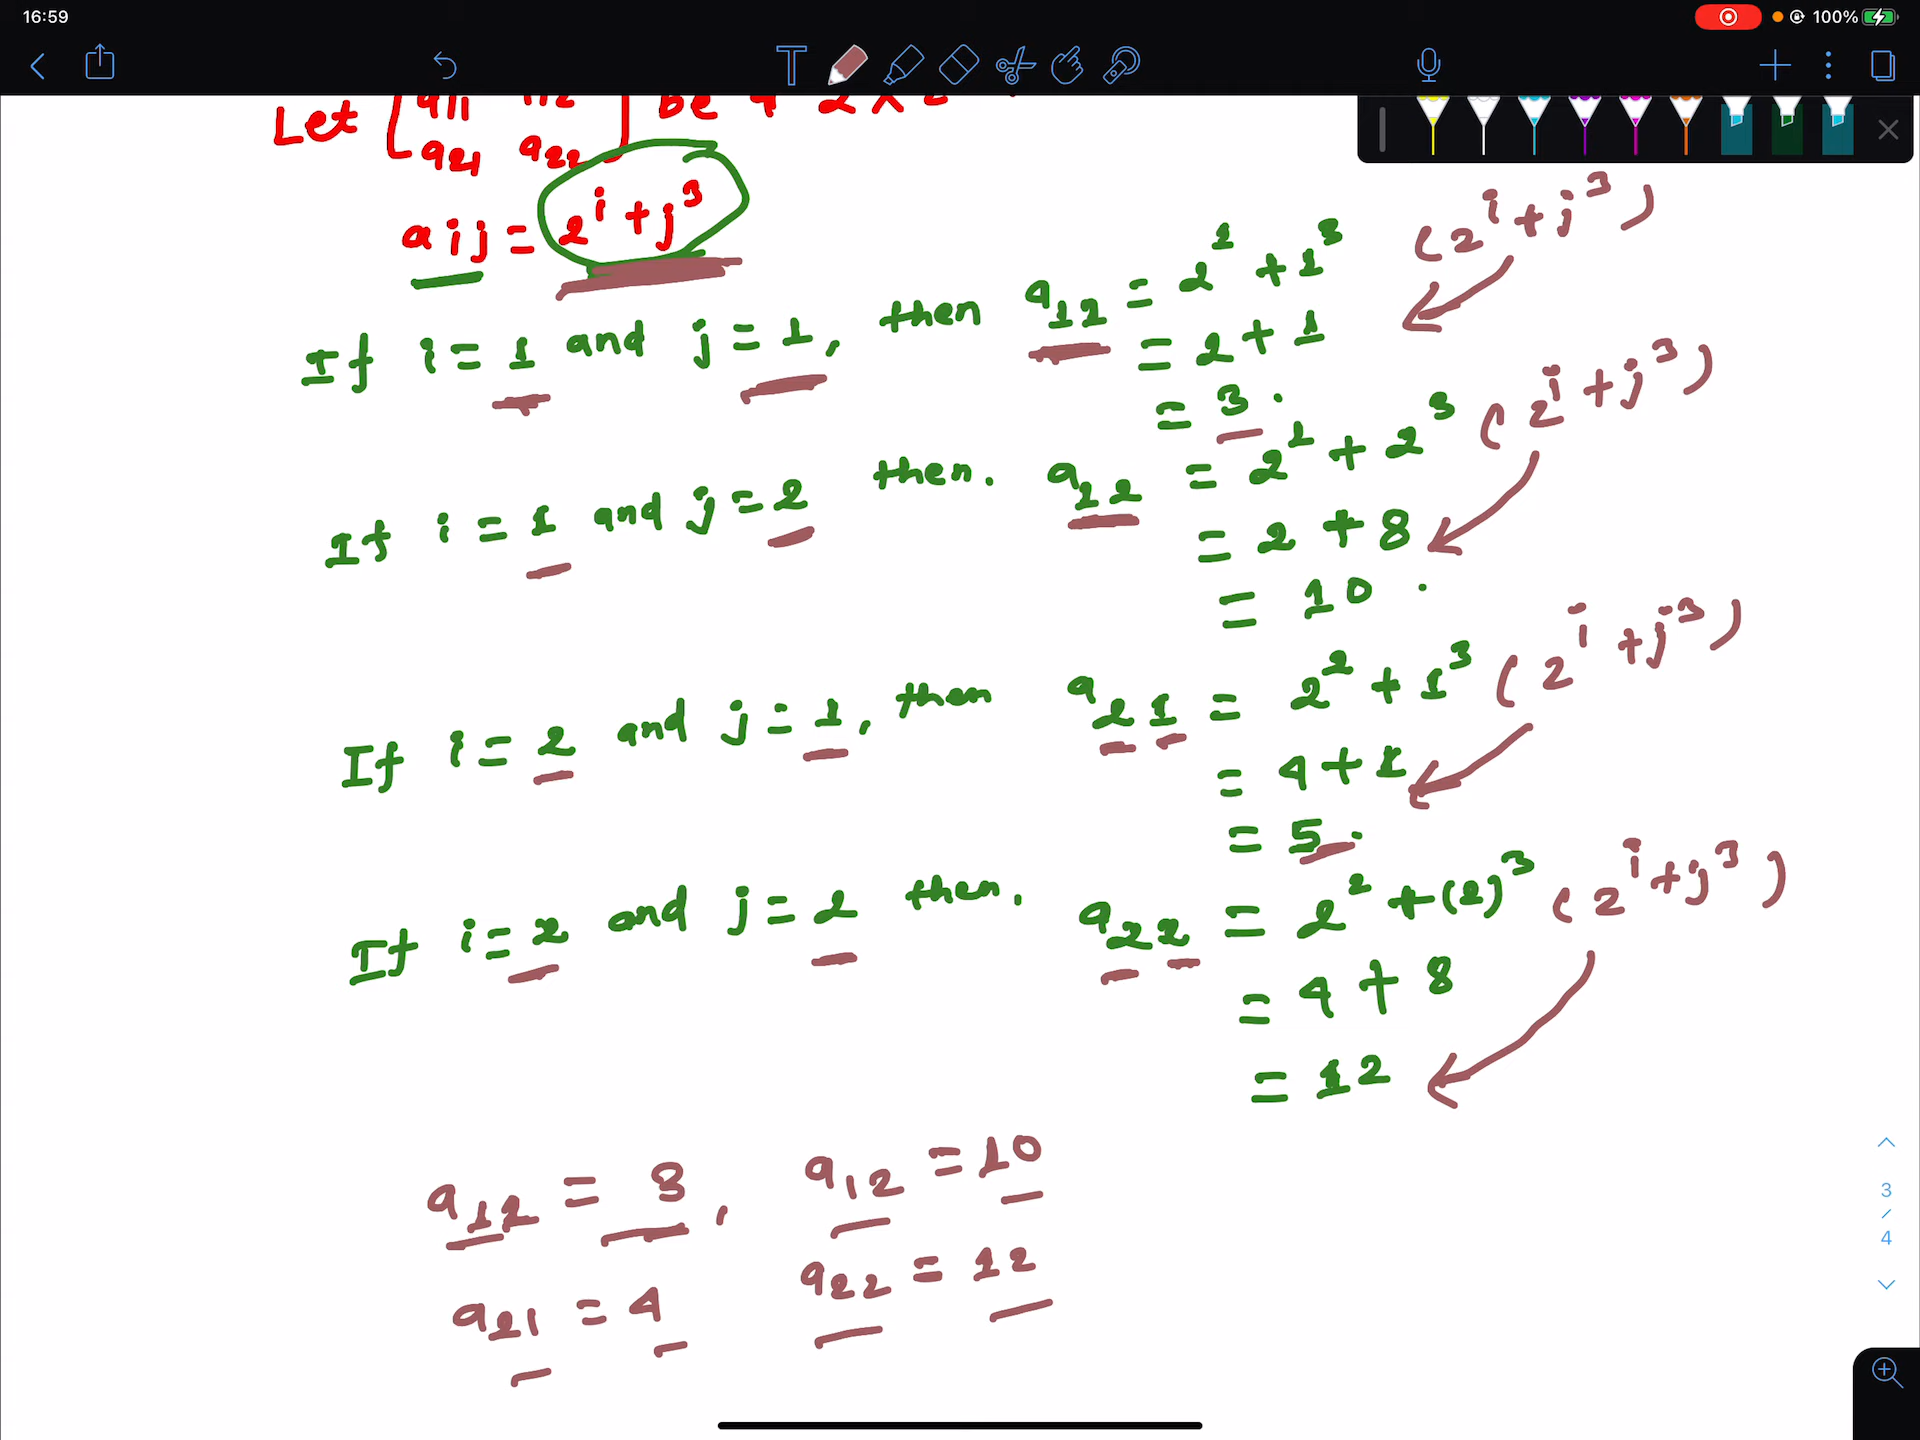 16:59
100%
Let [a11 a12 be a 2×2
a21 a22]
aij = 2^i + j^3
(2^i + j^3)
If i = 1 and j = 1, then a11 = 2^1 + 1^3
= 2 + 1
= 3.
(2^i + j^3)
If i = 1 and j = 2 then. a12 = 2^1 + 2^3
= 2 + 8
= 10.
If i = 2 and j = 1, then a21 = 2^2 + 1^3 (2^i + j^3)
= 4 + 1
= 5.
If i = 2 and j = 2 then. a22 = 2^2 + (2)^3 (2^i + j^3)
= 4 + 8
= 12
a12 = 3, a12 = 10
a21 = 4 a22 = 12
3
/
4